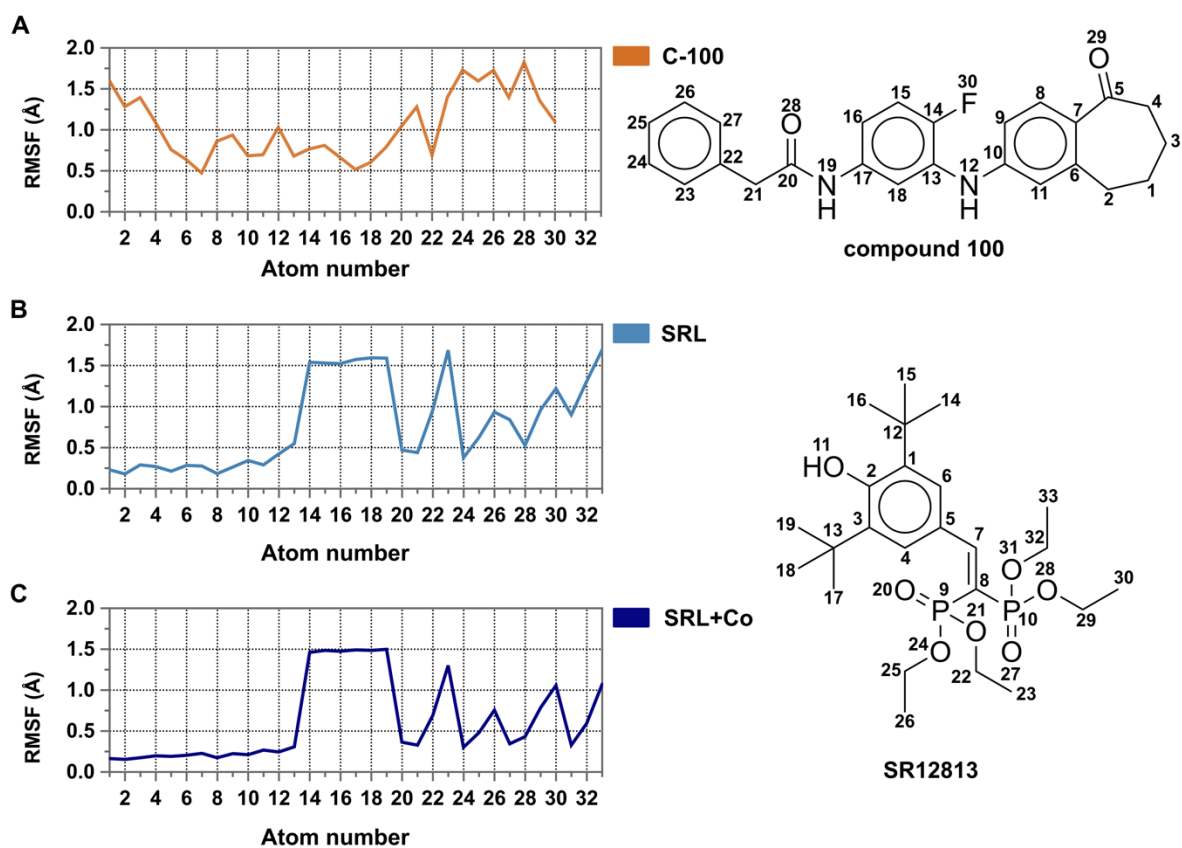 A
2.0
1.5
1.0
0.5
0.0
RMSF (Å)
2 4 6 8 10 12 14 16 18 20 22 24 26 28 30 32
Atom number
C-100
29
O
5
4
3
1
2
6
7
8
9
10
11
12
N
H
30
F
14
15
16
13
17
18
19
N
H
28
O
20
21
22
27
26
25
24
23
compound 100
B
2.0
1.5
1.0
0.5
0.0
RMSF (Å)
2 4 6 8 10 12 14 16 18 20 22 24 26 28 30 32
SRL
C
2.0
1.5
1.0
0.5
0.0
RMSF (Å)
2 4 6 8 10 12 14 16 18 20 22 24 26 28 30 32
Atom number
SRL+Co
15
16
14
12
11
HO
1
2
6
3
5
4
19
13
18
17
7
8
33
32
31
O
28
O
30
29
P
10
O
27
9
P
20
O
21
O
24
O
25
26
22
23
SR12813